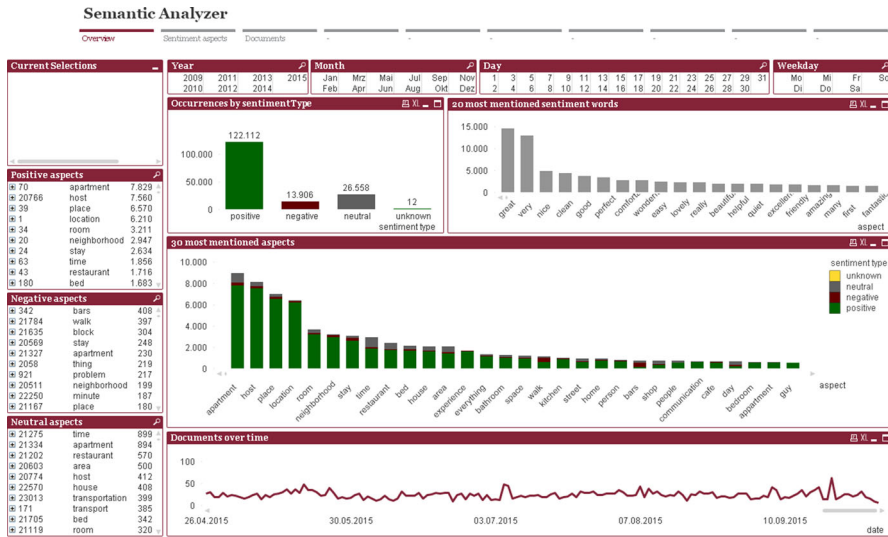 Semantic Analyzer
Overview
Sentiment aspects
Documents
Current Selections
Year
2009 2011 2013 2015
2010 2012 2014
Month
Jan Mrz Mai Jul Sep Nov
Feb Apr Jun Aug Okt Dez
Day
1 3 5 7 9 11 13 15 17 19 21 23 25 27 29 31
2 4 6 8 10 12 14 16 18 20 22 24 26 28 30
Weekday
Mo Mi Fr So
Di Do Sa
Occurrences by sentimentType
XL
122.112
100.000
50.000
0
13.906
26.558
12
positive negative neutral unknown
sentiment type
20 most mentioned sentiment words
XL
15.000
10.000
5.000
0
great very nice clean good perfect easy lovely really helpful quiet friendly amazing many first
aspect
Positive aspects
70 apartment 7.829
20766 host 7.560
39 place 6.570
1 location 6.210
34 room 3.211
20 neighborhood 2.947
24 stay 2.634
63 time 1.856
43 restaurant 1.716
180 bed 1.683
Negative aspects
342 bars 408
21784 walk 397
21635 block 304
20569 stay 248
21327 apartment 230
2058 thing 219
921 problem 217
20511 neighborhood 199
22250 minute 187
21167 place 180
Neutral aspects
21275 time 899
21334 apartment 894
21202 restaurant 570
20603 area 500
20774 host 412
22570 house 408
23013 transportation 399
171 transport 385
21705 bed 342
21119 room 320
30 most mentioned aspects
XL
10.000
8.000
6.000
4.000
2.000
0
apartment host place location room neighborhood stay time restaurant bed house area experience everything bathroom space walk kitchen street home person bars shop people communication cafe day bedroom appartment guy
aspect
sentiment type
unknown
neutral
negative
positive
Documents over time
XL
100
50
0
26.04.2015 30.05.2015 03.07.2015 07.08.2015 10.09.2015
date